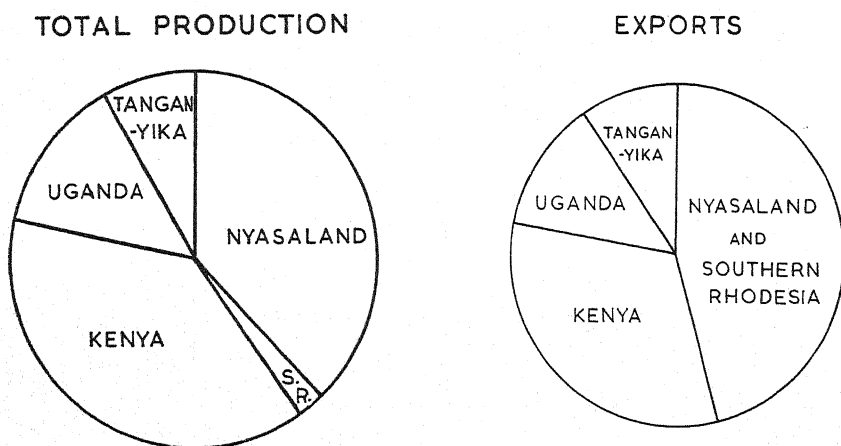 TOTAL PRODUCTION
TANGAN
-YIKA
UGANDA
NYASALAND
KENYA
S.
R.
EXPORTS
TANGAN
-YIKA
UGANDA
NYASALAND
AND
SOUTHERN
RHODESIA
KENYA